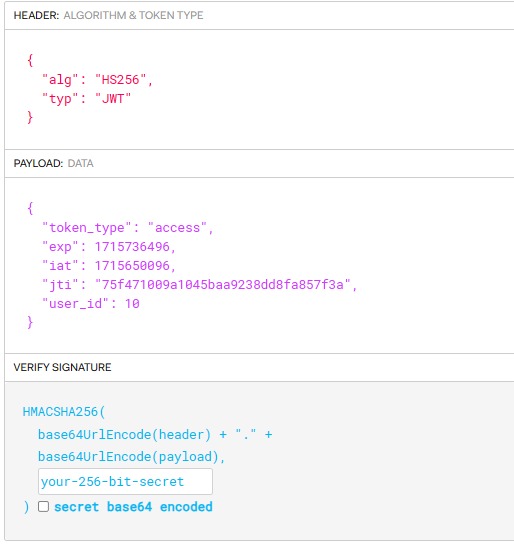 HEADER: ALGORITHM & TOKEN TYPE
{
"alg": "HS256",
"typ": "JWT"
}
PAYLOAD: DATA
{
"token_type": "access",
"exp": 1715736496,
"iat": 1715650096,
"jti": "75f471009a1045baa9238dd8fa857f3a",
"user_id": 10
}
VERIFY SIGNATURE
HMACSHA256(
base64UrlEncode(header) + "." +
base64UrlEncode(payload),
your-256-bit-secret
) secret base64 encoded